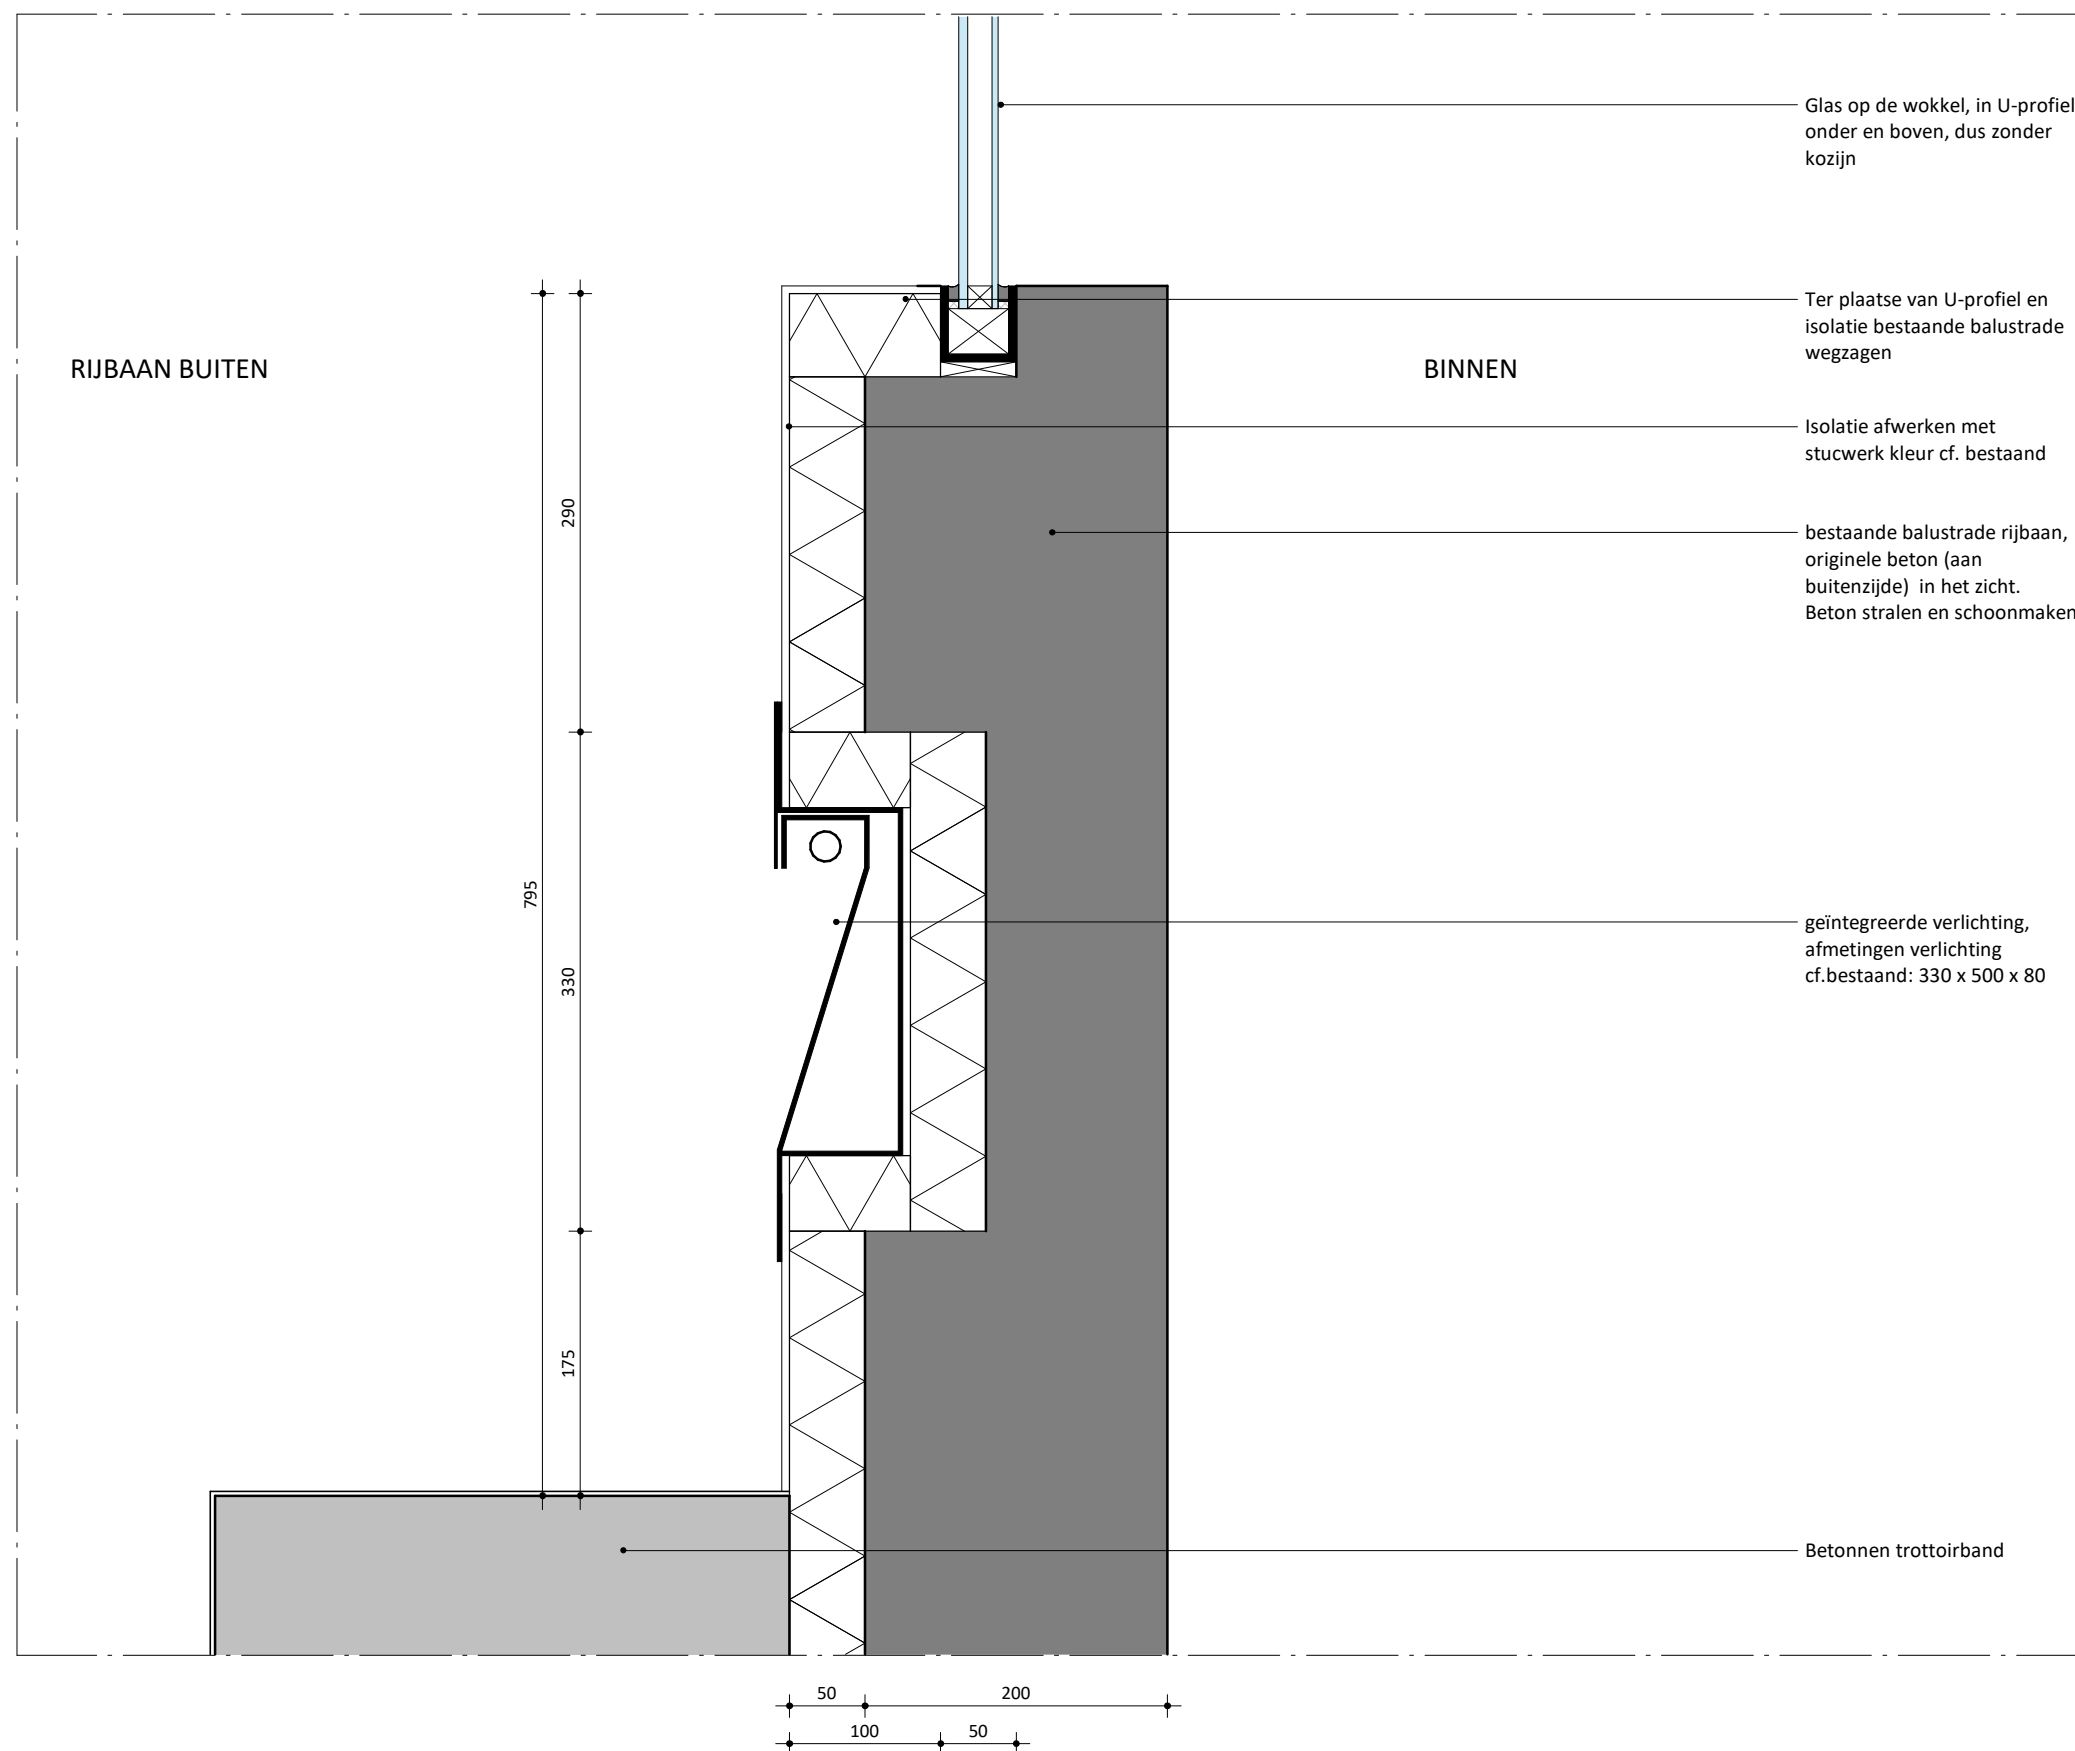 Glas op de wokkel, in U-profiel
onder en boven, dus zonder
kozijn
Ter plaatse van U-profiel en
isolatie bestaande balustrade
wegzagen
RIJBAAN BUITEN
BINNEN
Isolatie afwerken met
stucwerk kleur cf. bestaand
290
bestaande balustrade rijbaan,
originele beton (aan
buitenzijde)  in het zicht.
Beton stralen en schoonmaken
795
geïntegreerde verlichting,
afmetingen verlichting
cf.bestaand: 330 x 500 x 80
330
175
Betonnen trottoirband
50
200
100
50